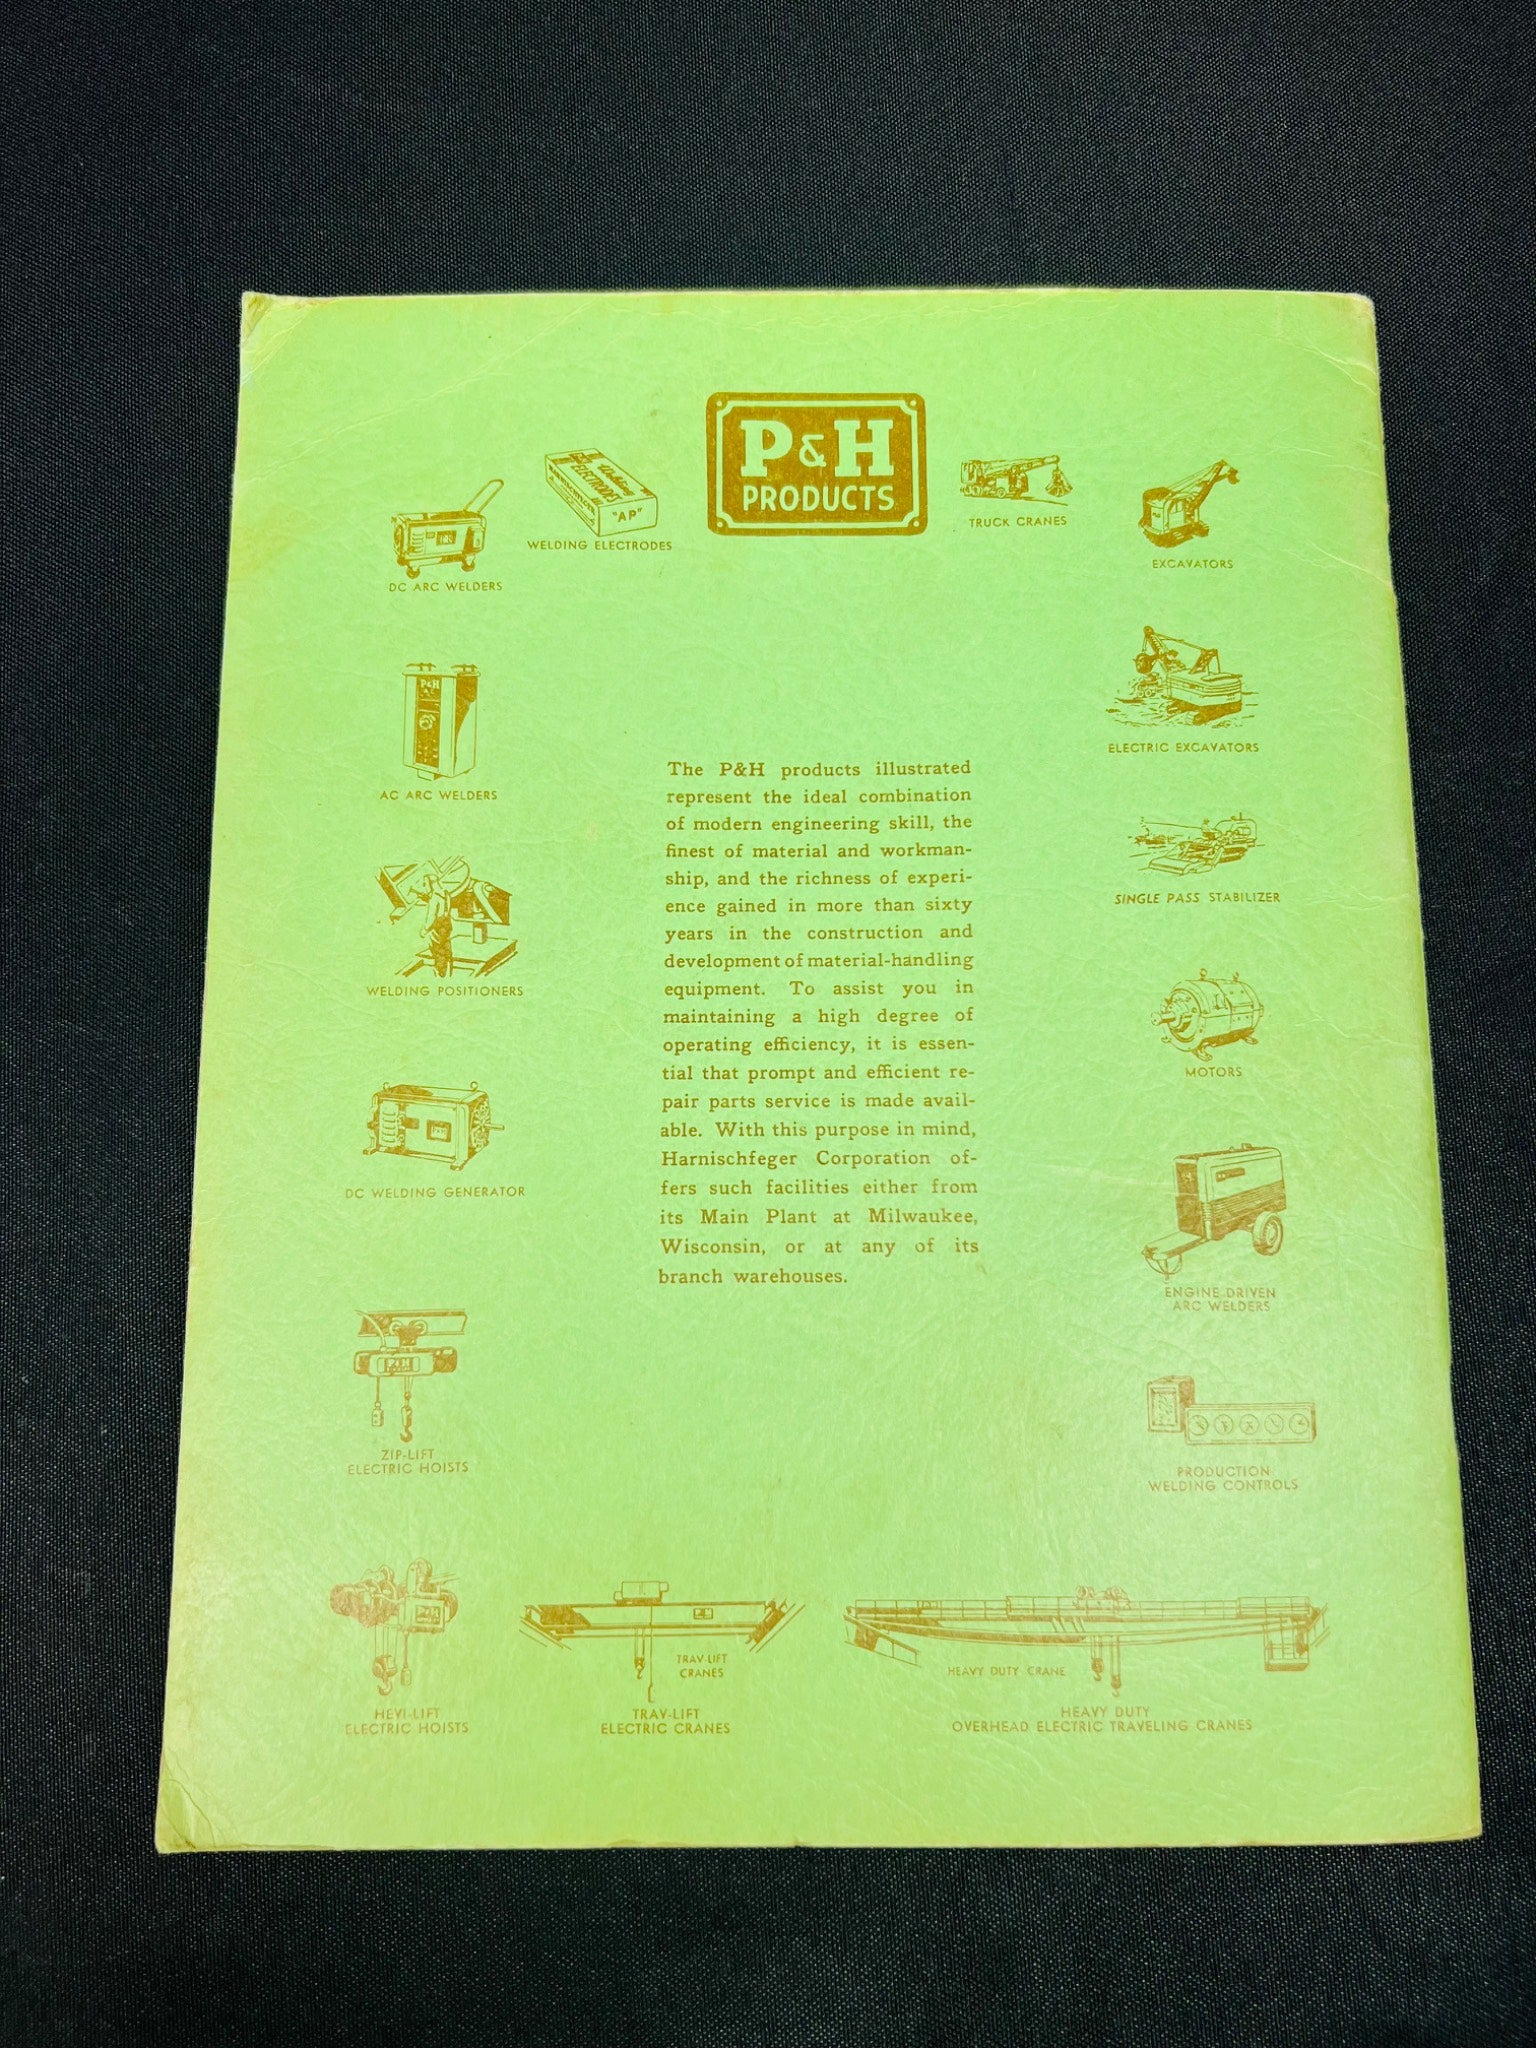 P&H
PRODUCTS
DC ARC WELDERS
ELECTRODES
"AP"
WELDING ELECTRODES
TRUCK CRANES
EXCAVATORS
P&H
AC ARC WELDERS
ELECTRIC EXCAVATORS
SINGLE PASS STABILIZER
WELDING POSITIONERS
MOTORS
DC WELDING GENERATOR
The P&H products illustrated
represent the ideal combination
of modern engineering skill, the
finest of material and workman-
ship, and the richness of experi-
ence gained in more than sixty
years in the construction and
development of material-handling
equipment. To assist you in
maintaining a high degree of
operating efficiency, it is essen-
tial that prompt and efficient re-
pair parts service is made avail-
able. With this purpose in mind,
Harnischfeger Corporation of-
fers such facilities either from
its Main Plant at Milwaukee,
Wisconsin, or at any of its
branch warehouses.
ENGINE DRIVEN
ARC WELDERS
P&H
ZIP-LIFT
ELECTRIC HOISTS
PRODUCTION
WELDING CONTROLS
HEVI-LIFT
ELECTRIC HOISTS
TRAV-LIFT
CRANES
TRAV-LIFT
ELECTRIC CRANES
HEAVY DUTY CRANE
HEAVY DUTY
OVERHEAD ELECTRIC TRAVELING CRANES